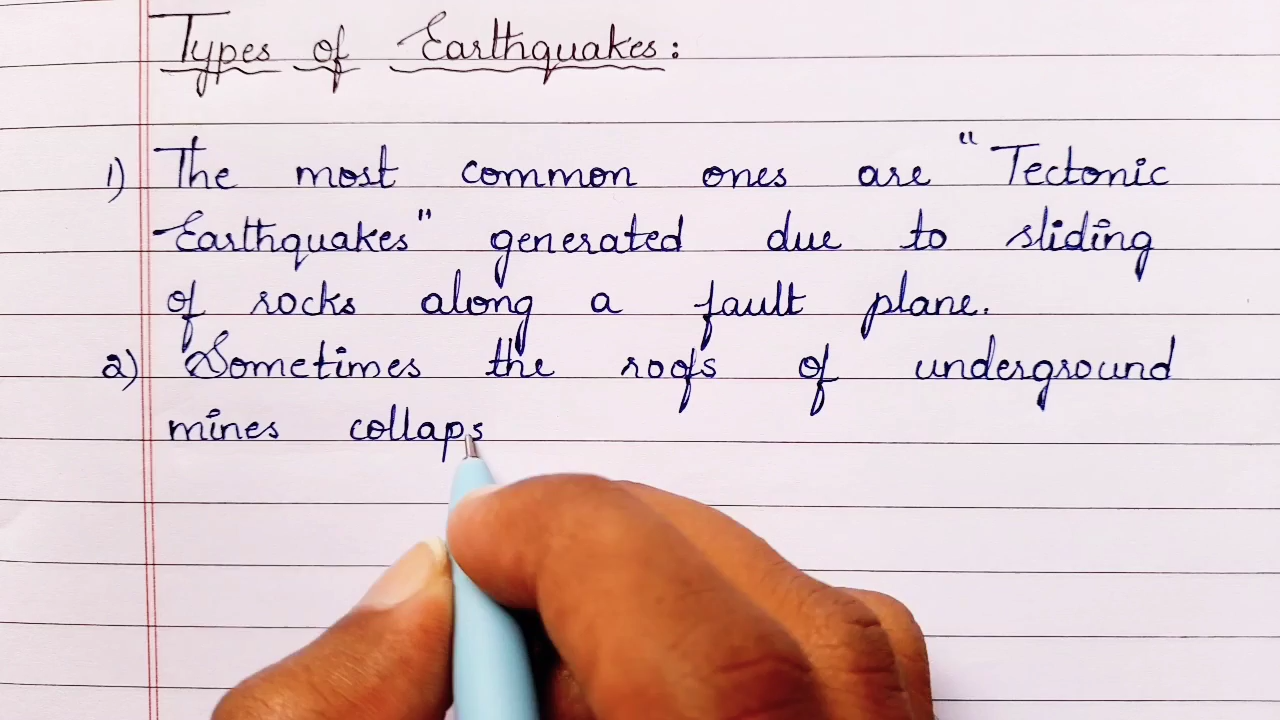 Types of Earthquakes:
1) The most common ones are "Tectonic
Earthquakes" generated due to sliding
of rocks along a fault plane.
2) Sometimes the roofs of underground
mines collaps